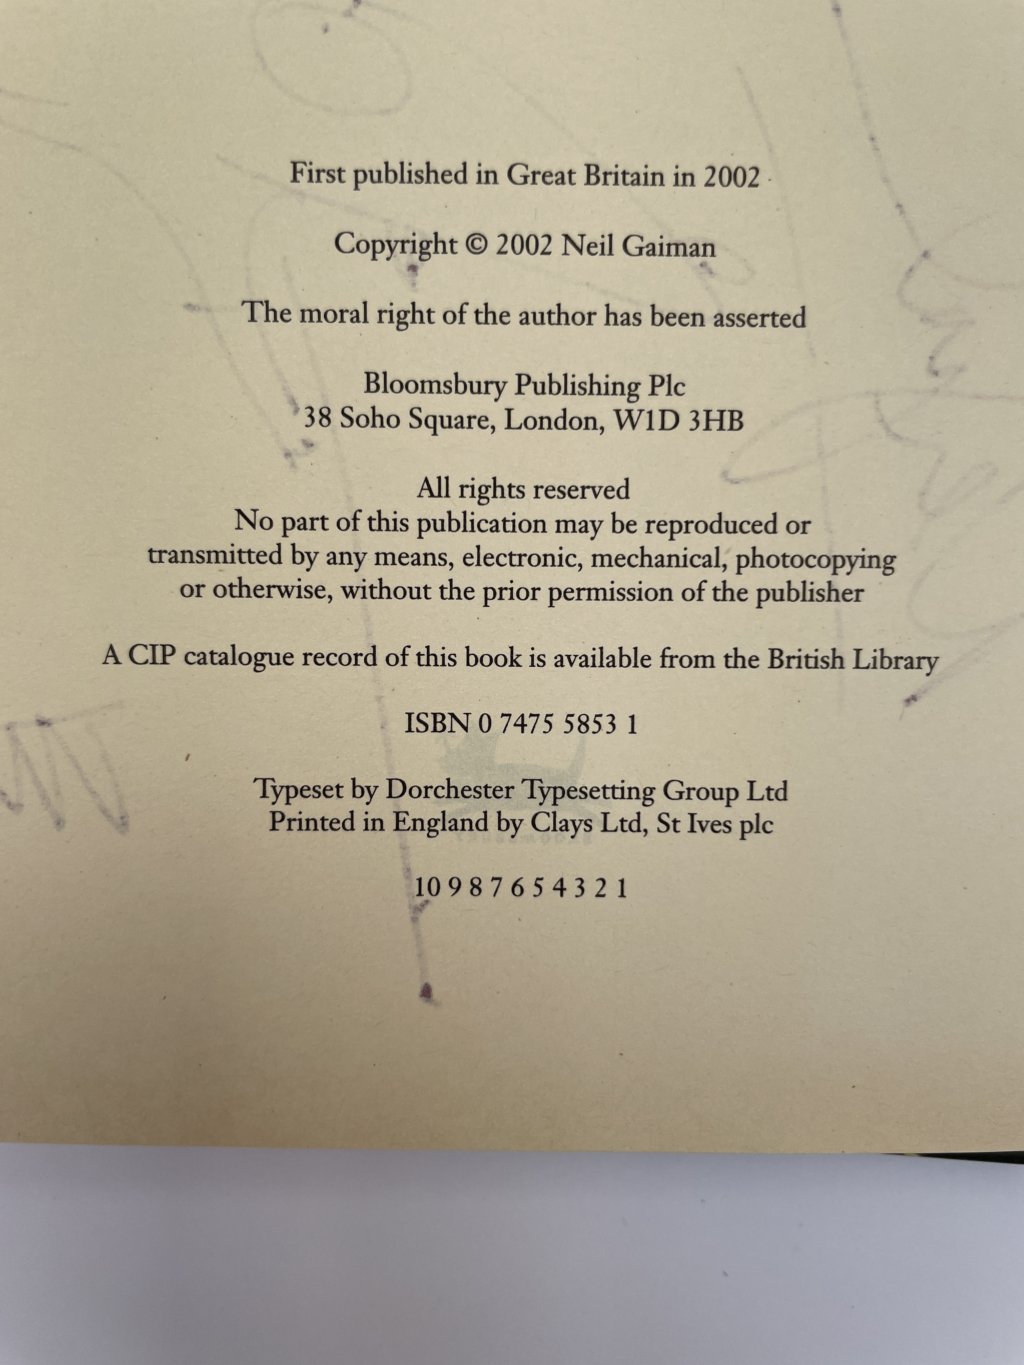 First published in Great Britain in 2002
Copyright © 2002 Neil Gaiman
The moral right of the author has been asserted
Bloomsbury Publishing Plc
38 Soho Square, London, W1D 3HB
All rights reserved
No part of this publication may be reproduced or
transmitted by any means, electronic, mechanical, photocopying
or otherwise, without the prior permission of the publisher
A CIP catalogue record of this book is available from the British Library
ISBN 0 7475 5853 1
Typeset by Dorchester Typesetting Group Ltd
Printed in England by Clays Ltd, St Ives plc
10 9 8 7 6 5 4 3 2 1